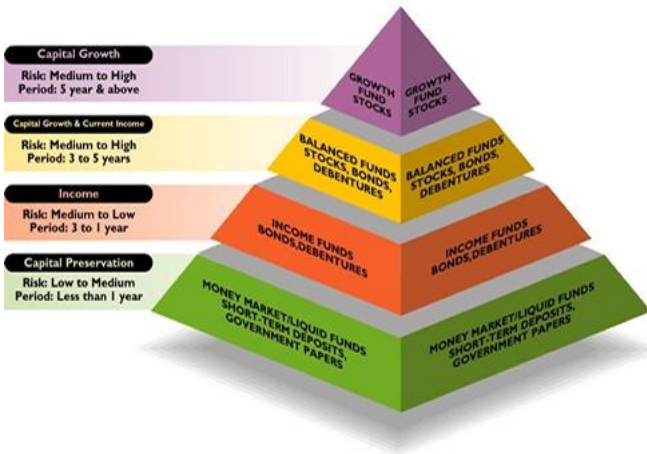 Capital Growth
Risk: Medium to High
Period: 5 year & above
GROWTH
FUND
STOCKS
GROWTH
FUND
STOCKS
Capital Growth & Current Income
Risk: Medium to High
Period: 3 to 5 years
BALANCED FUNDS
STOCKS, BONDS,
DEBENTURES
BALANCED FUNDS
STOCKS, BONDS,
DEBENTURES
Income
Risk: Medium to Low
Period: 3 to 1 year
INCOME FUNDS
BONDS,DEBENTURES
INCOME FUNDS
BONDS,DEBENTURES
Capital Preservation
Risk: Low to Medium
Period: Less than 1 year
MONEY MARKET/LIQUID FUNDS
SHORT-TERM DEPOSITS,
GOVERNMENT PAPERS
MONEY MARKET/LIQUID FUNDS
SHORT-TERM DEPOSITS,
GOVERNMENT PAPERS